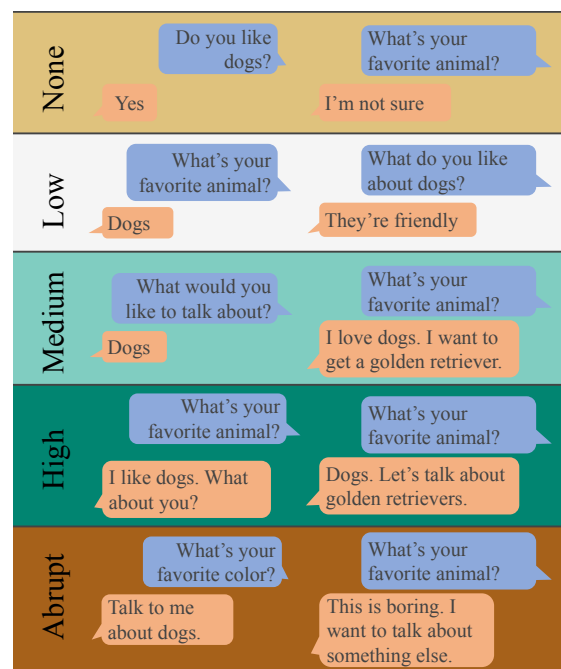 None
Do you like
dogs?
Yes
What's your
favorite animal?
I'm not sure
Low
What's your
favorite animal?
Dogs
What do you like
about dogs?
They're friendly
Medium
What would you
like to talk about?
Dogs
What's your
favorite animal?
I love dogs. I want to
get a golden retriever.
High
What's your
favorite animal?
I like dogs. What
about you?
What's your
favorite animal?
Dogs. Let's talk about
golden retrievers.
Abrupt
What's your
favorite color?
Talk to me
about dogs.
What's your
favorite animal?
This is boring. I
want to talk about
something else.